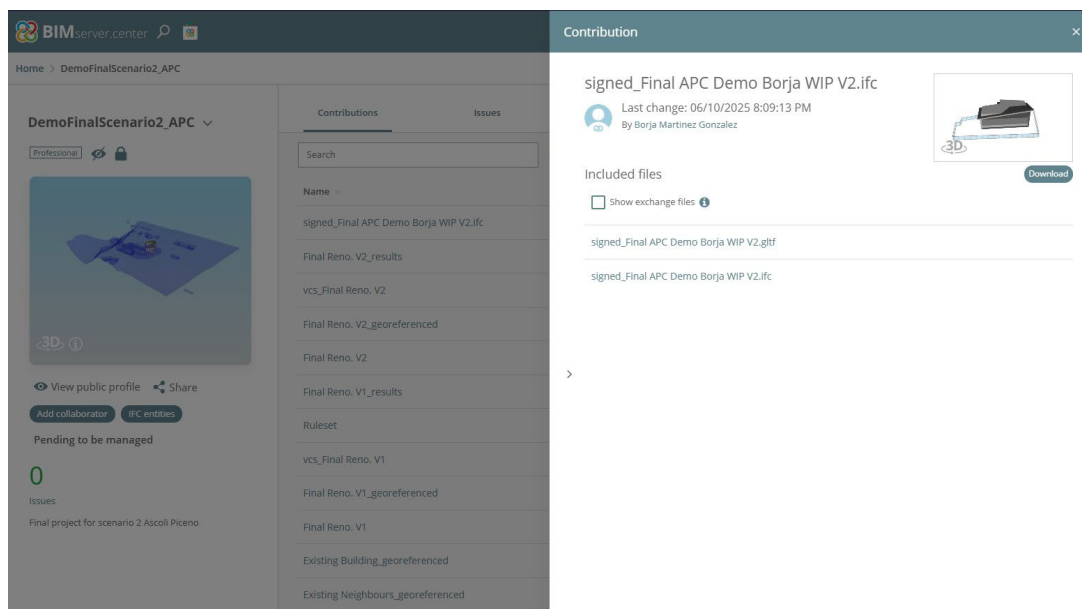 BIMserver.center
Home > DemoFinalScenario2_APC
DemoFinalScenario2_APC
Professional
3D
View public profile Share
Add collaborator IFC entities
Pending to be managed
0
Issues
Final project for scenario 2 Ascoli Piceno
Contributions Issues
Search
Name
signed_Final APC Demo Borja WIP V2.ifc
Final Reno. V2_results
vcs_Final Reno. V2
Final Reno. V2_georeferenced
Final Reno. V2
Final Reno. V1_results
Ruleset
vcs_Final Reno. V1
Final Reno. V1_georeferenced
Final Reno. V1
Existing Building_georeferenced
Existing Neighbours_georeferenced
Contribution
signed_Final APC Demo Borja WIP V2.ifc
Last change: 06/10/2025 8:09:13 PM
By Borja Martinez Gonzalez
3D
Included files
Download
Show exchange files
signed_Final APC Demo Borja WIP V2.gltf
signed_Final APC Demo Borja WIP V2.ifc